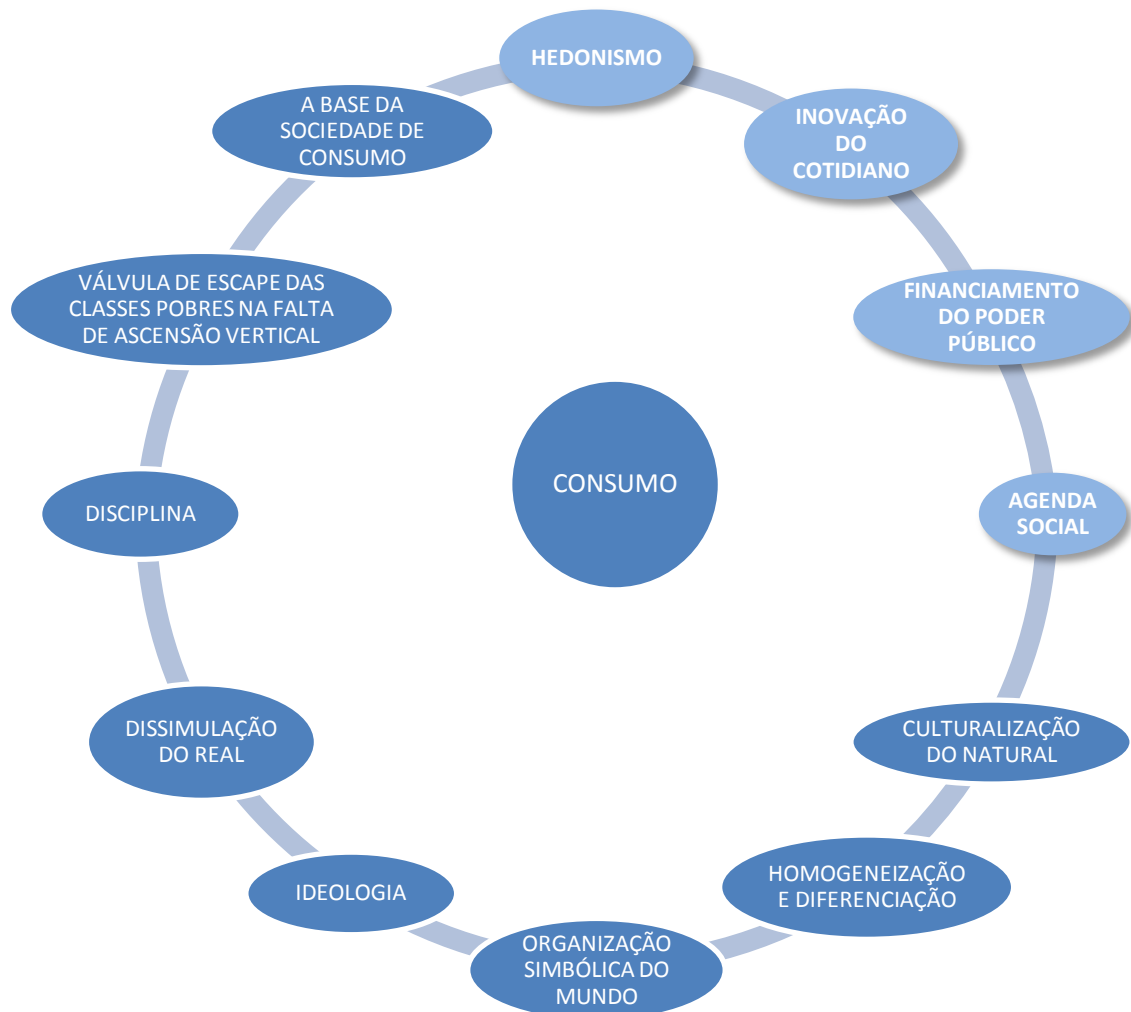 HEDONISMO
INOVAÇÃO
DO
COTIDIANO
FINANCIAMENTO
DO PODER
PÚBLICO
AGENDA
SOCIAL
CULTURALIZAÇÃO
DO NATURAL
HOMOGENEIZAÇÃO
E DIFERENCIAÇÃO
ORGANIZAÇÃO
SIMBÓLICA DO
MUNDO
IDEOLOGIA
DISSIMULAÇÃO
DO REAL
DISCIPLINA
VÁLVULA DE ESCAPE DAS
CLASSES POBRES NA FALTA
DE ASCENSÃO VERTICAL
A BASE DA
SOCIEDADE DE
CONSUMO
CONSUMO